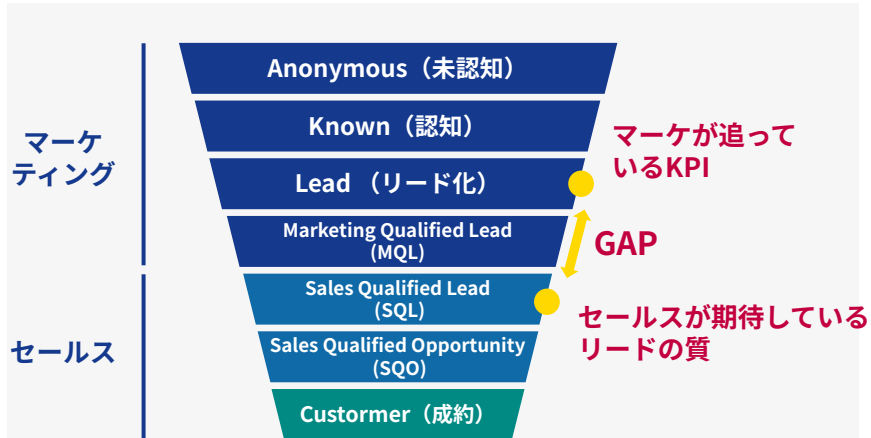 Anonymous（未認知）
Known（認知）
マーケ
ティング
マーケが追って
いるKPI
Lead （リード化）
Marketing Qualified Lead
(MQL)
GAP
Sales Qualified Lead
(SQL)
セールスが期待している
リードの質
セールス
Sales Qualified Opportunity
(SQO)
Custormer（成約）